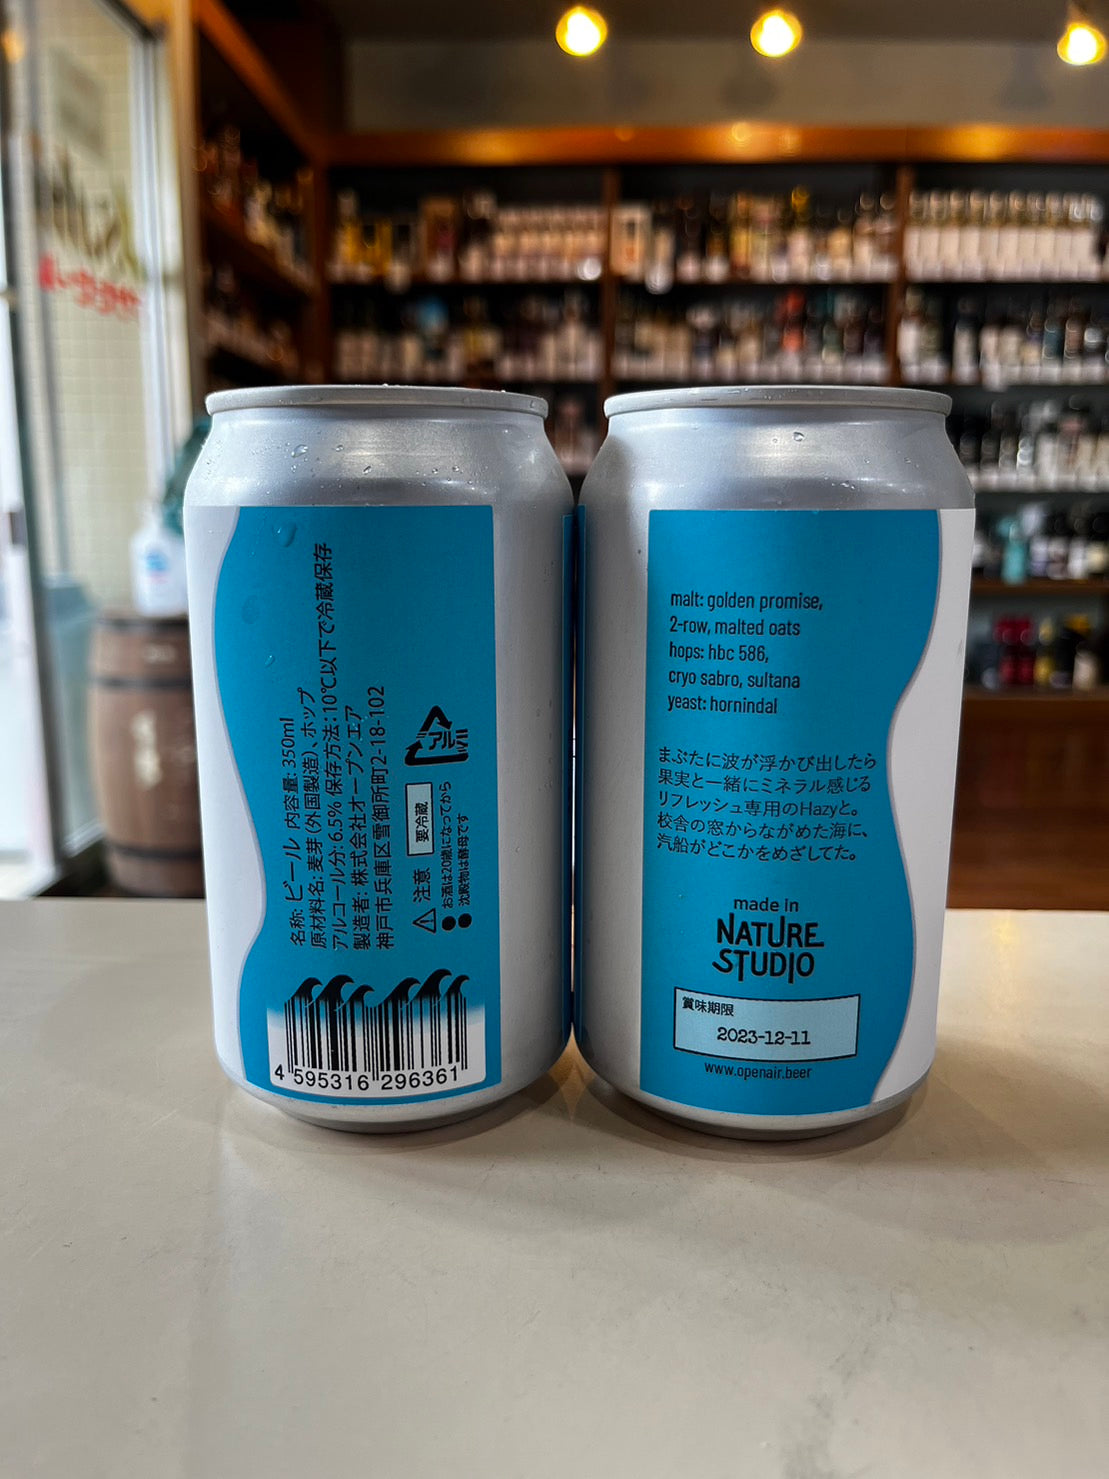 名称: ビール 内容量: 350ml
原材料名: 麦芽(外国製造)、ホップ
アルコール分: 6.5% 保存方法: 10℃以下で冷蔵保存
製造者: 株式会社オープンエア
神戸市兵庫区雪御所町2-18-102
注意 要冷蔵
お酒は20歳になってから
沈殿物は酵母です
アルミ
4 595316 296361
malt: golden promise,
2-row, malted oats
hops: hbc 586,
cryo sabro, sultana
yeast: hornindal
まぶたに波が浮かび出したら
果実と一緒にミネラル感じる
リフレッシュ専用のHazyと。
校舎の窓からながめた海に、
汽船がどこかをめざしてた。
made in
NATURE
STUDIO
賞味期限
2023-12-11
www.openair.beer